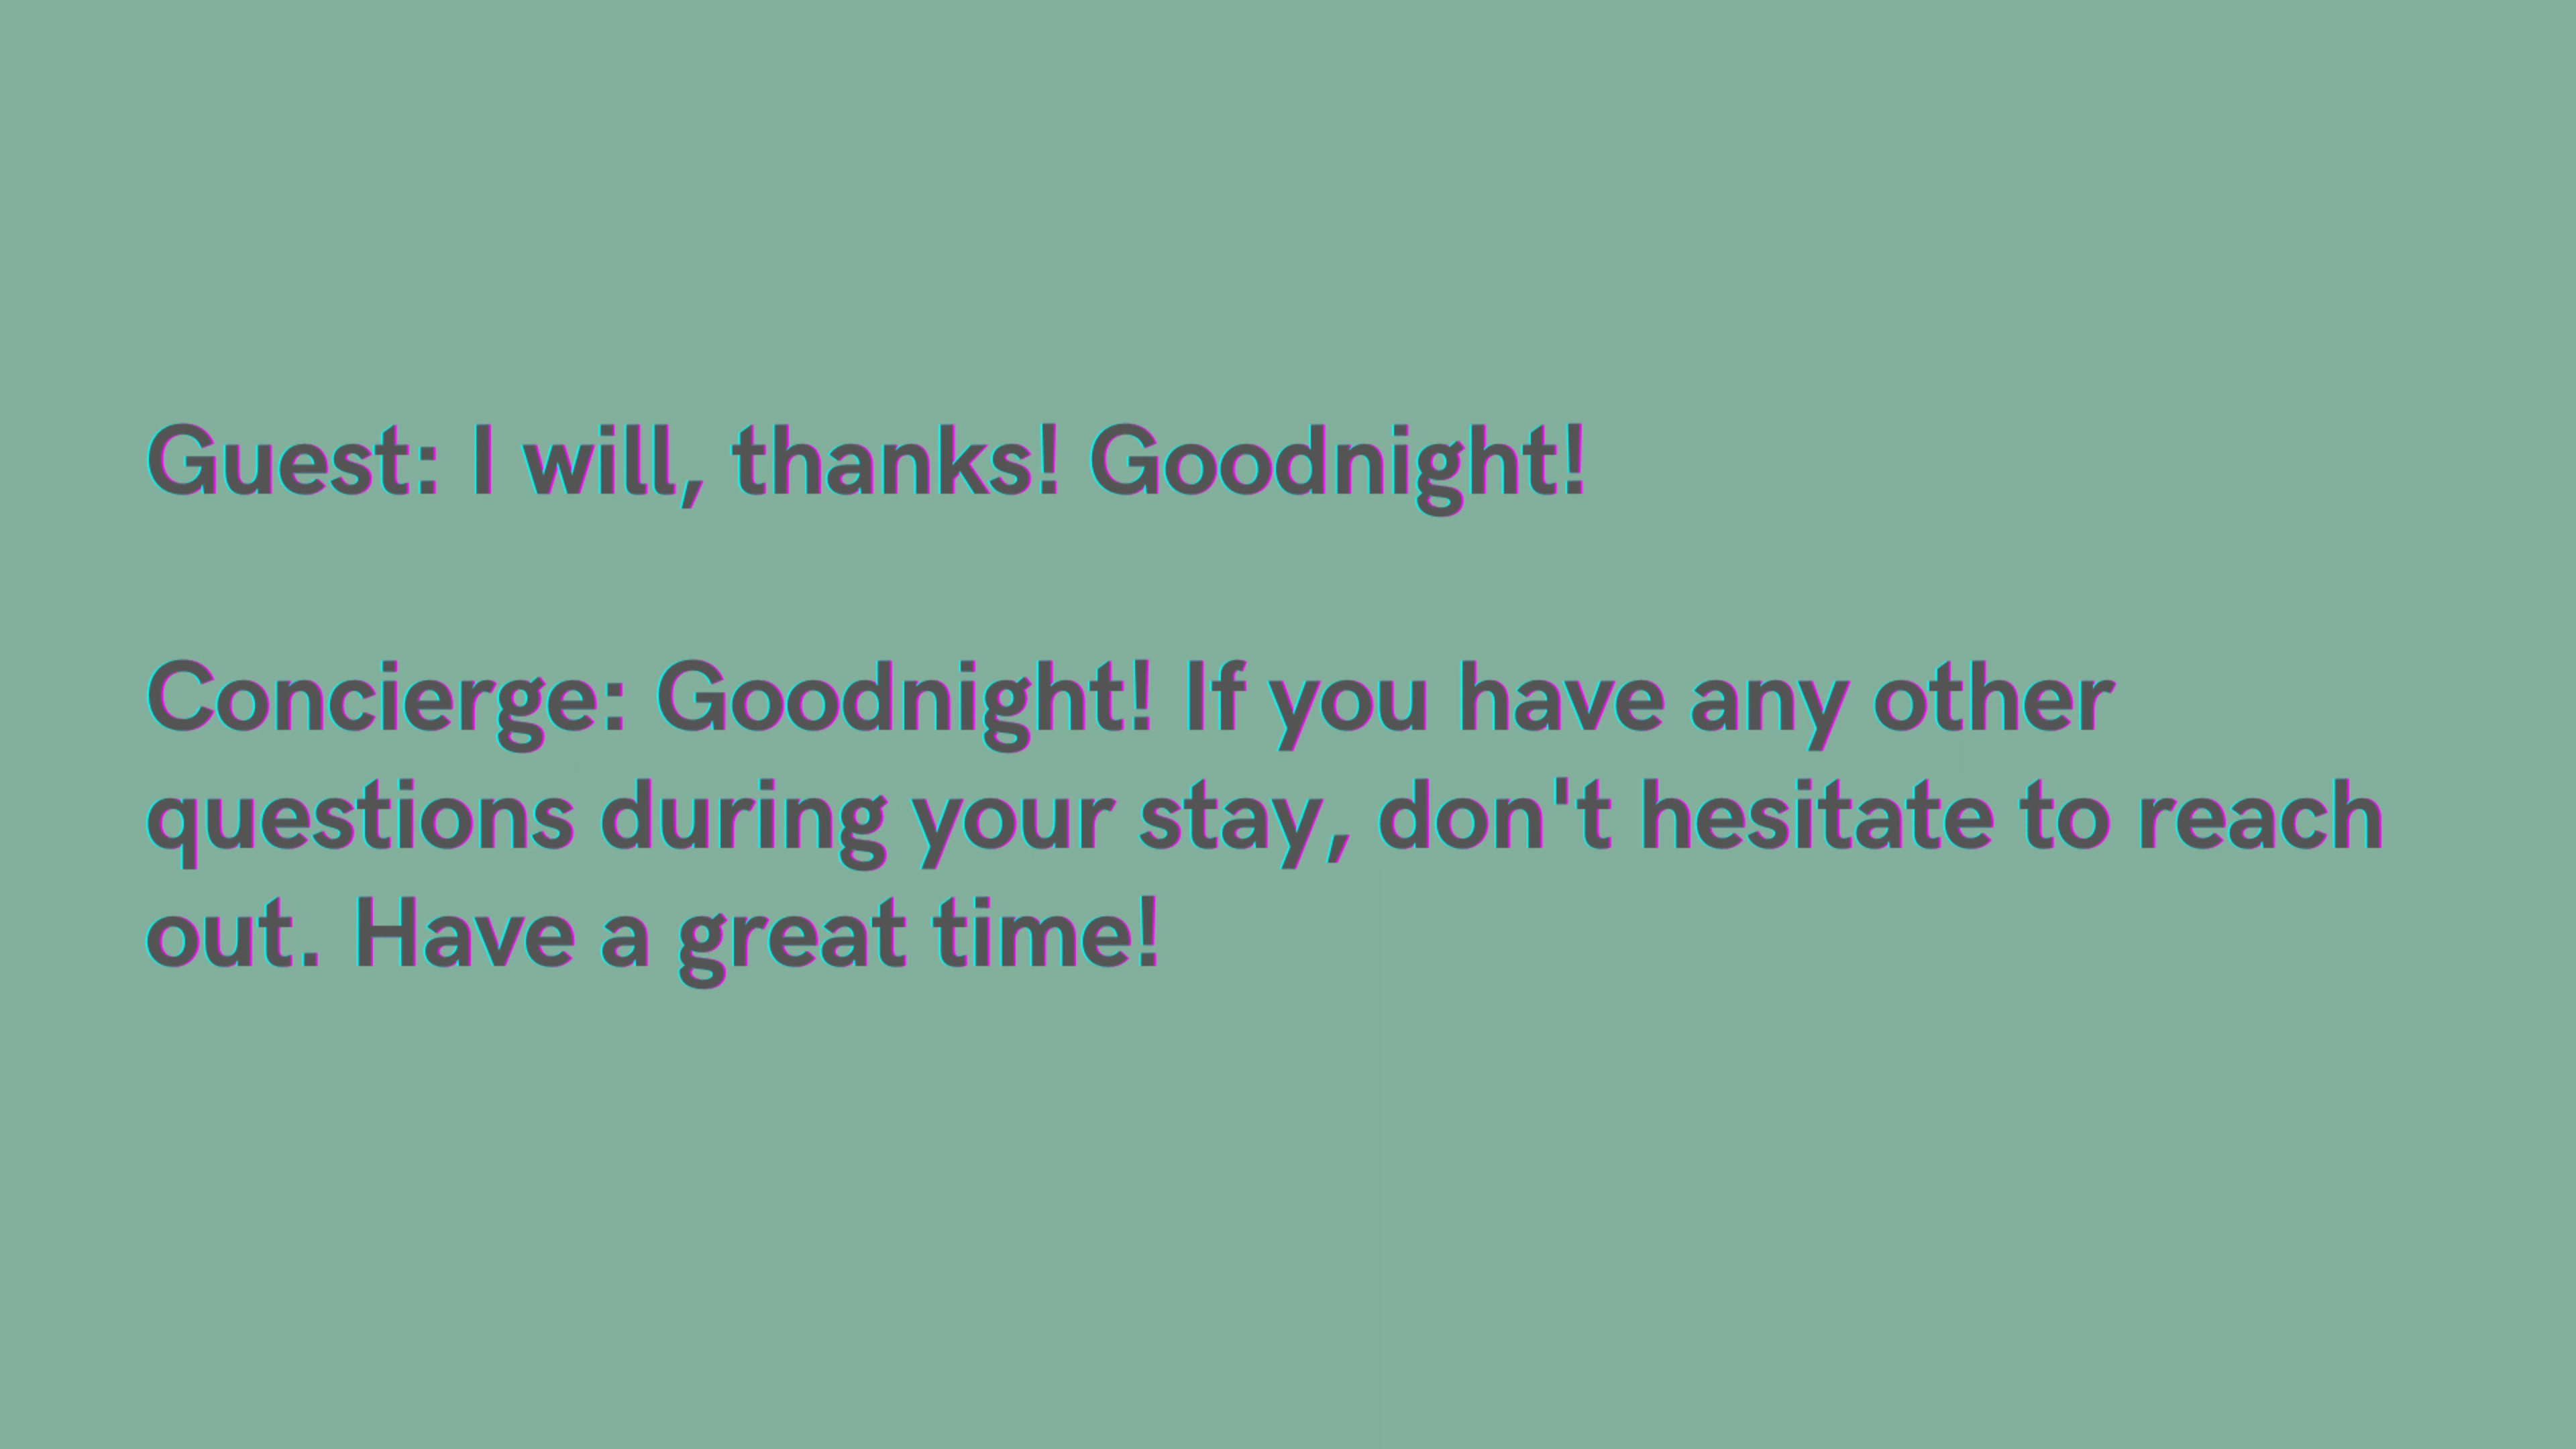 Guest: I will, thanks! Goodnight!
Concierge: Goodnight! If you have any other
questions during your stay, don't hesitate to reach
out. Have a great time!